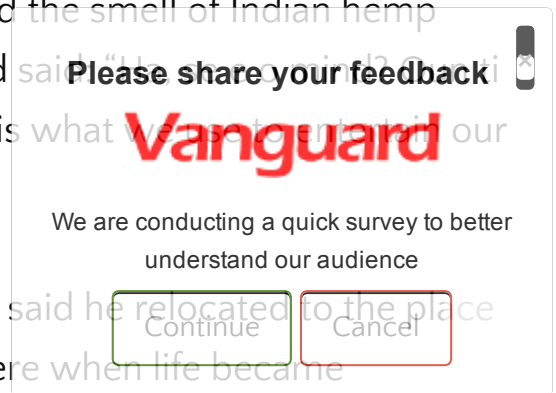 d the smell of Indian hemp
Please share your feedback
Vanguard
is what we use to entertain our
We are conducting a quick survey to better
understand our audience
said he relocated to the place
Continue Cancel
ere when life became